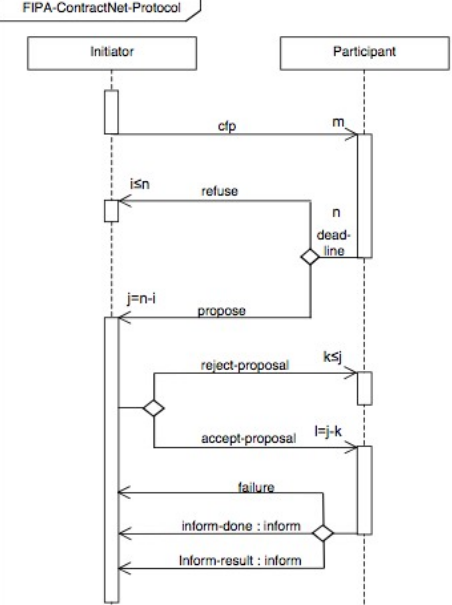 FIPA-ContractNet-Protocol
Initiator
Participant
cfp
m
i≤n
refuse
n
dead-
line
j=n-i
propose
reject-proposal
k≤j
accept-proposal
l=j-k
failure
inform-done : inform
Inform-result : inform